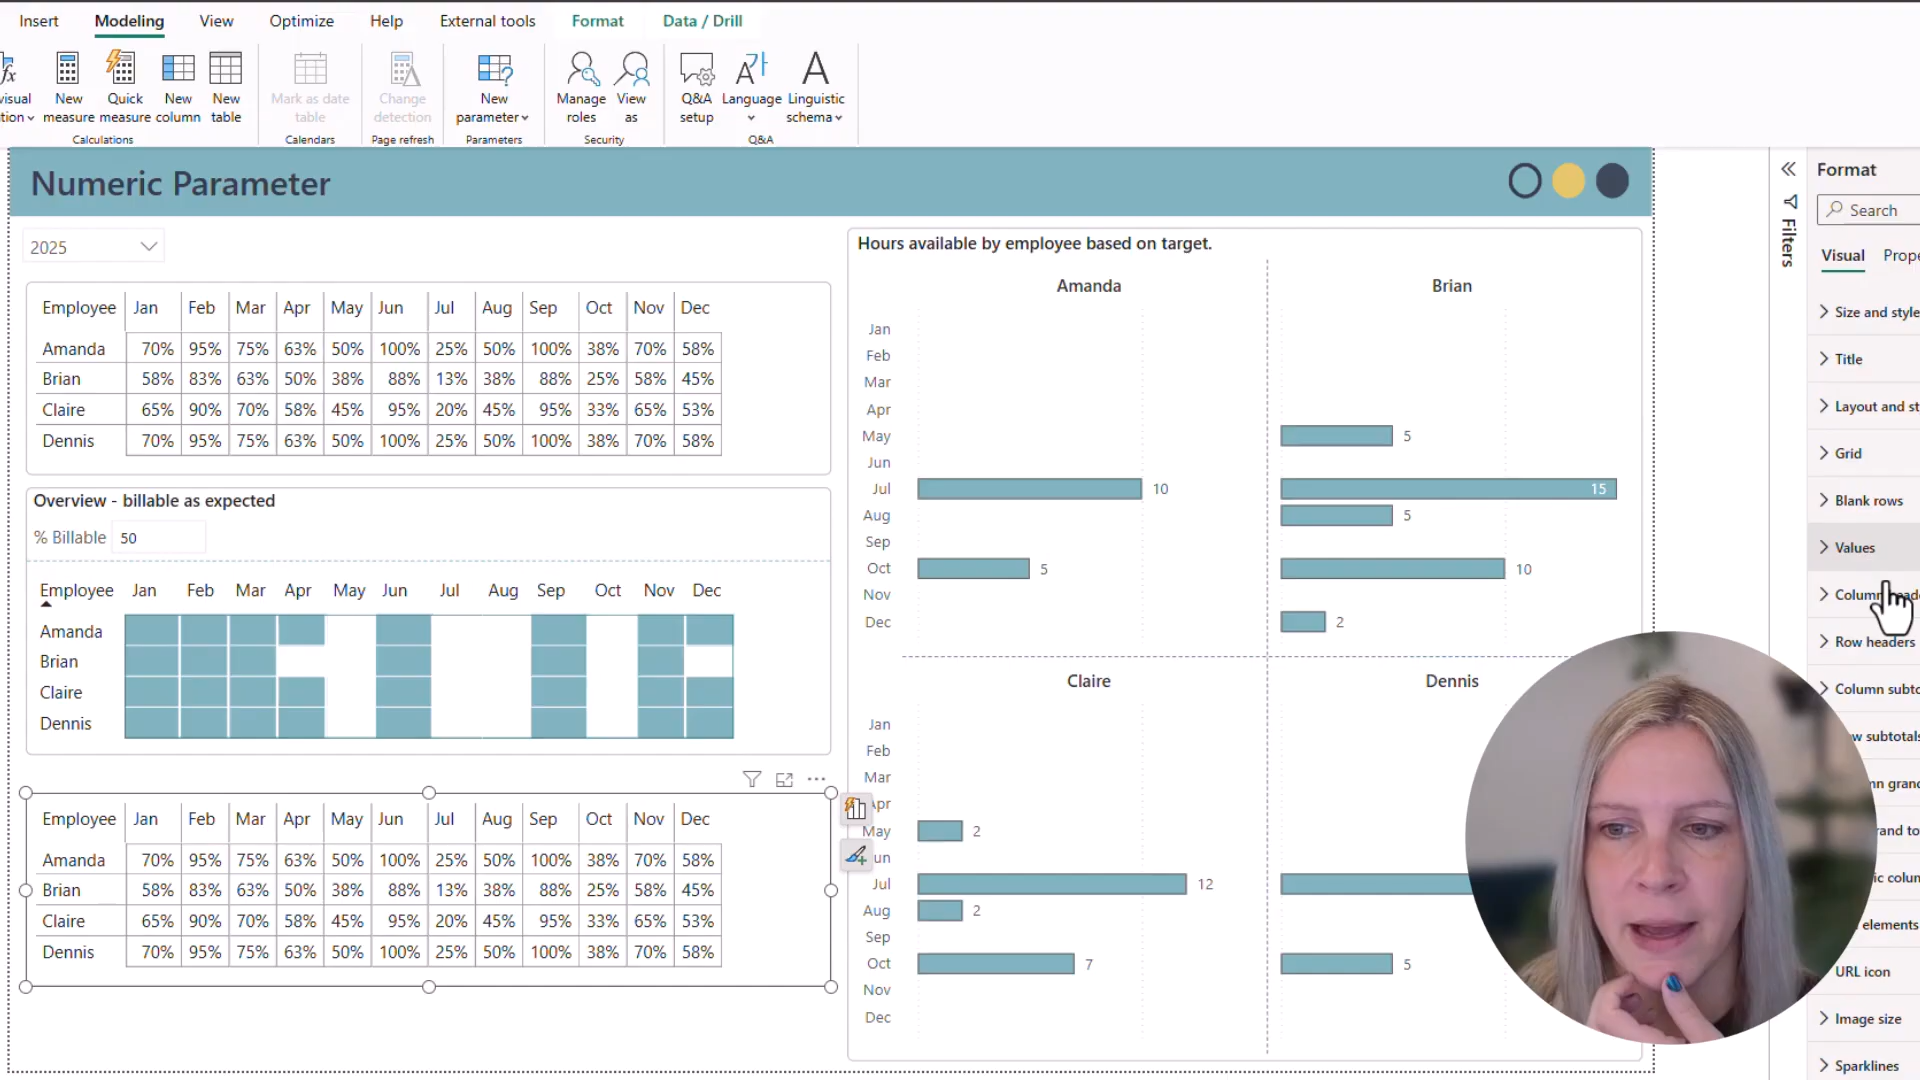 Insert Modeling View Optimize Help External tools Format Data / Drill
New measure
Quick measure
New column
New table
Calculations
Mark as date table
Calendars
Change detection
Page refresh
New parameter
Parameters
Manage roles
View as
Security
Q&A setup
Language
Linguistic schema
Q&A
Numeric Parameter
2025
Employee Jan Feb Mar Apr May Jun Jul Aug Sep Oct Nov Dec
Amanda 70% 95% 75% 63% 50% 100% 25% 50% 100% 38% 70% 58%
Brian 58% 83% 63% 50% 38% 88% 13% 38% 88% 25% 58% 45%
Claire 65% 90% 70% 58% 45% 95% 20% 45% 95% 33% 65% 53%
Dennis 70% 95% 75% 63% 50% 100% 25% 50% 100% 38% 70% 58%
Overview - billable as expected
% Billable 50
Employee Jan Feb Mar Apr May Jun Jul Aug Sep Oct Nov Dec
Amanda
Brian
Claire
Dennis
Employee Jan Feb Mar Apr May Jun Jul Aug Sep Oct Nov Dec
Amanda 70% 95% 75% 63% 50% 100% 25% 50% 100% 38% 70% 58%
Brian 58% 83% 63% 50% 38% 88% 13% 38% 88% 25% 58% 45%
Claire 65% 90% 70% 58% 45% 95% 20% 45% 95% 33% 65% 53%
Dennis 70% 95% 75% 63% 50% 100% 25% 50% 100% 38% 70% 58%
Hours available by employee based on target.
Amanda Brian
Jan
Feb
Mar
Apr
May 5
Jun
Jul 10 15
Aug 5
Sep
Oct 5 10
Nov
Dec 2
Claire Dennis
Jan
Feb
Mar
May 2
Jul 12
Aug 2
Sep
Oct 7 5
Nov
Dec
Filters
Format
Search
Visual
Size and style
Title
Layout and
Grid
Blank rows
Values
Column
Row headers
Column
subtotals
elements
URL icon
Image size
Sparklines